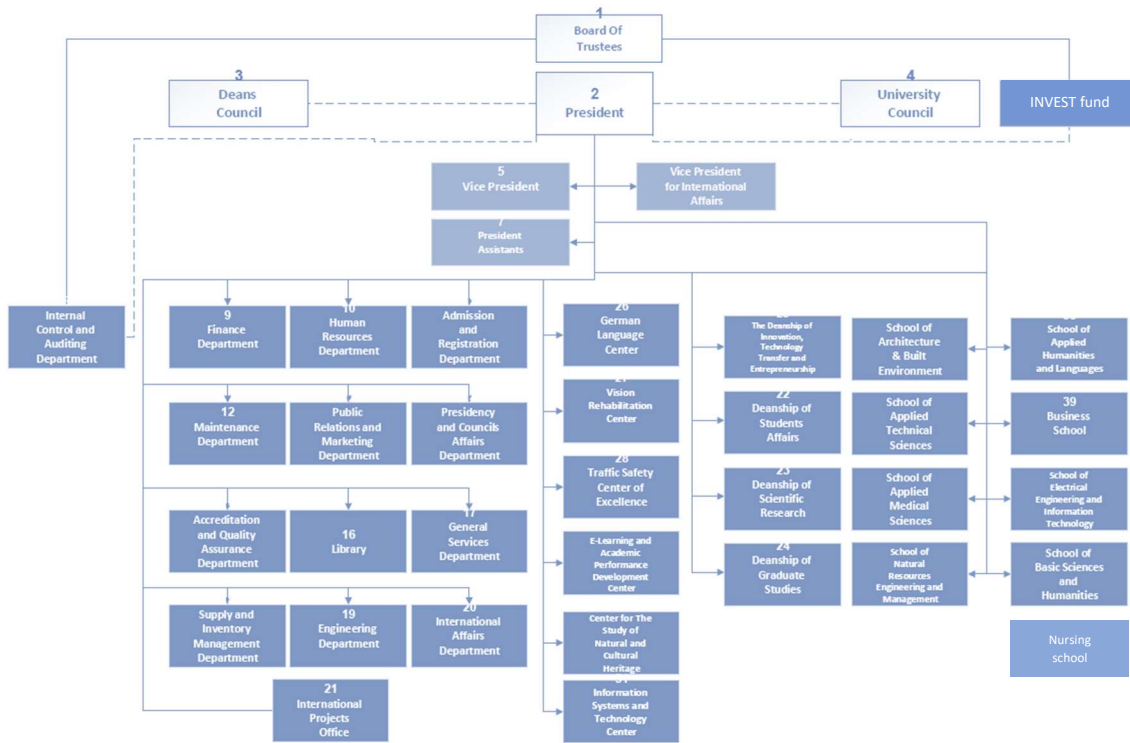 1
Board Of
Trustees
3
Deans
Council
2
President
4
University
Council
INVEST fund
5
Vice President
Vice President
for International
Affairs
7
President
Assistants
Internal
Control and
Auditing
Department
9
Finance
Department
10
Human
Resources
Department
Admission
and
Registration
Department
12
Maintenance
Department
Public
Relations and
Marketing
Department
Presidency
and Councils
Affairs
Department
Accreditation
and Quality
Assurance
Department
16
Library
17
General
Services
Department
Supply and
Inventory
Management
Department
19
Engineering
Department
20
International
Affairs
Department
21
International
Projects
Office
26
German
Language
Center
27
Vision
Rehabilitation
Center
28
Traffic Safety
Center of
Excellence
E-Learning and
Academic
Performance
Development
Center
Center for The
Study of
Natural and
Cultural
Heritage
31
Information
Systems and
Technology
Center
The Deanship of
Innovation,
Technology
Transfer and
Entrepreneurship
22
Deanship of
Students
Affairs
23
Deanship of
Scientific
Research
24
Deanship of
Graduate
Studies
School of
Architecture
& Built
Environment
School of
Applied
Technical
Sciences
School of
Applied
Medical
Sciences
School of
Natural
Resources
Engineering and
Management
School of
Applied
Humanities
and Languages
39
Business
School
School of
Electrical
Engineering and
Information
Technology
School of
Basic Sciences
and
Humanities
Nursing
school